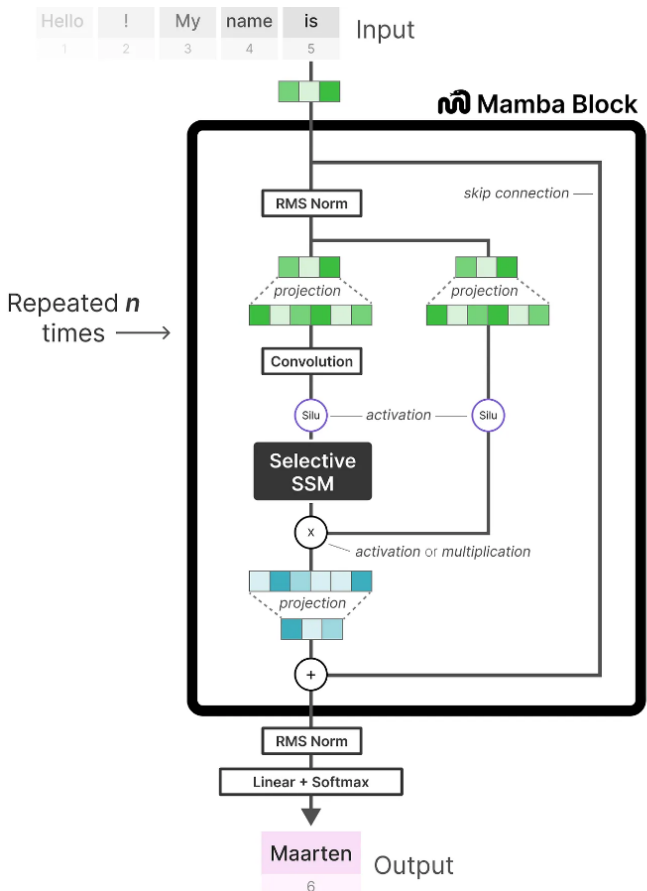 Hello ! My name is
1 2 3 4 5
Input
Mamba Block
skip connection
RMS Norm
projection
projection
Repeated n
times
Convolution
Silu
activation
Silu
Selective
SSM
x
activation or multiplication
projection
+
RMS Norm
Linear + Softmax
Maarten
6
Output